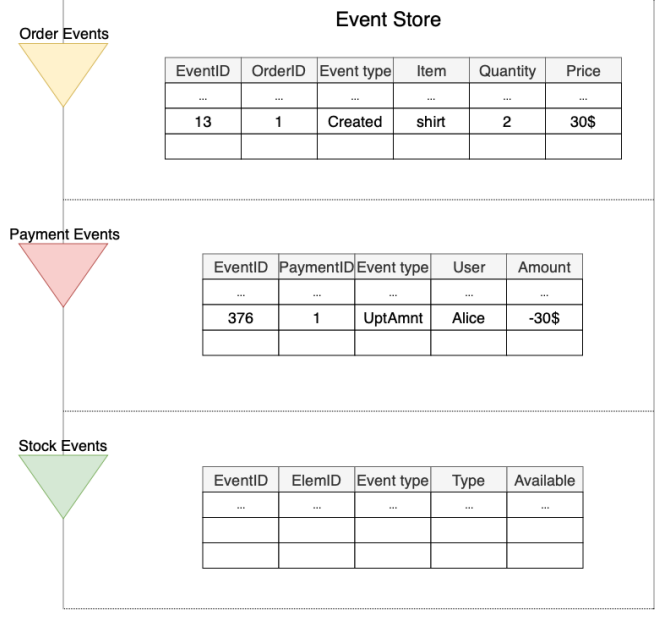 Event Store
Order Events
EventID OrderID Event type Item Quantity Price
... ... ... ... ... ...
13 1 Created shirt 2 30$
Payment Events
EventID PaymentID Event type User Amount
... ... ... ... ...
376 1 UptAmnt Alice -30$
Stock Events
EventID ElemID Event type Type Available
... ... ... ... ...